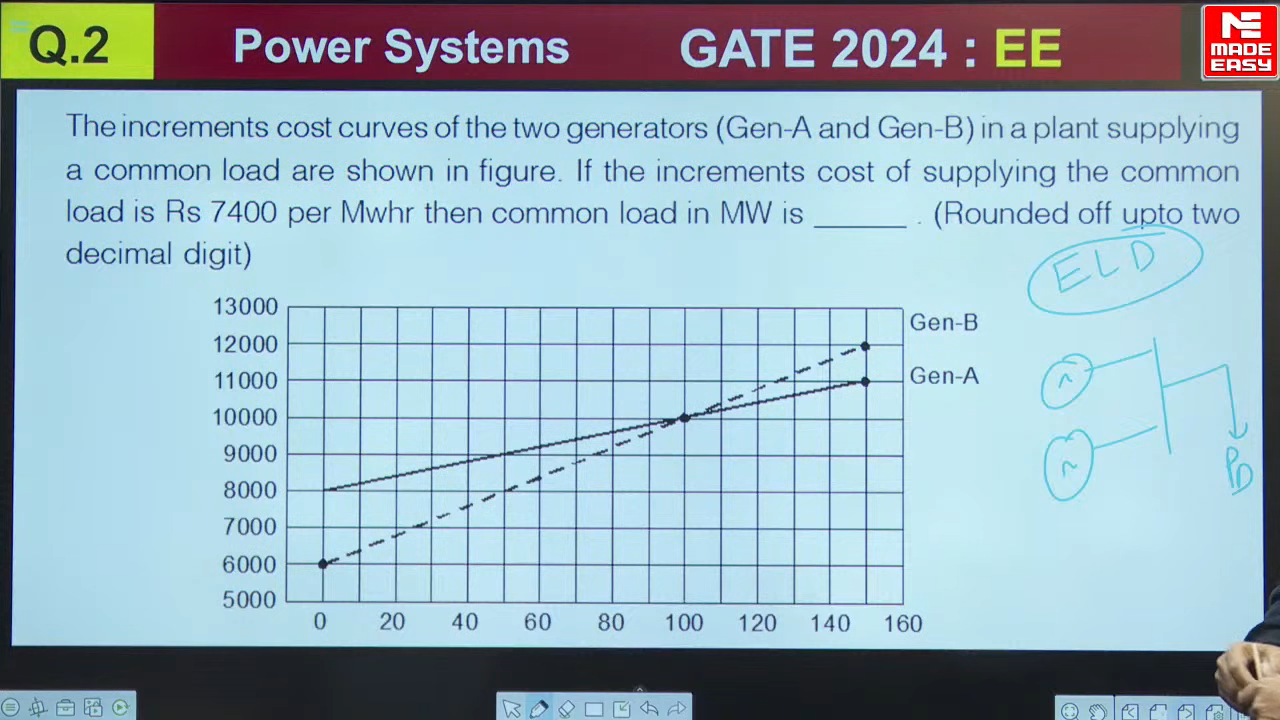 Q.2
Power Systems
GATE 2024 : EE
ME
MADE
EASY
The increments cost curves of the two generators (Gen-A and Gen-B) in a plant supplying
a common load are shown in figure. If the increments cost of supplying the common
load is Rs 7400 per Mwhr then common load in MW is ______ . (Rounded off upto two
decimal digit)
ELD
13000
12000
11000
10000
9000
8000
7000
6000
5000
Gen-B
Gen-A
0 20 40 60 80 100 120 140 160
~
~
PD